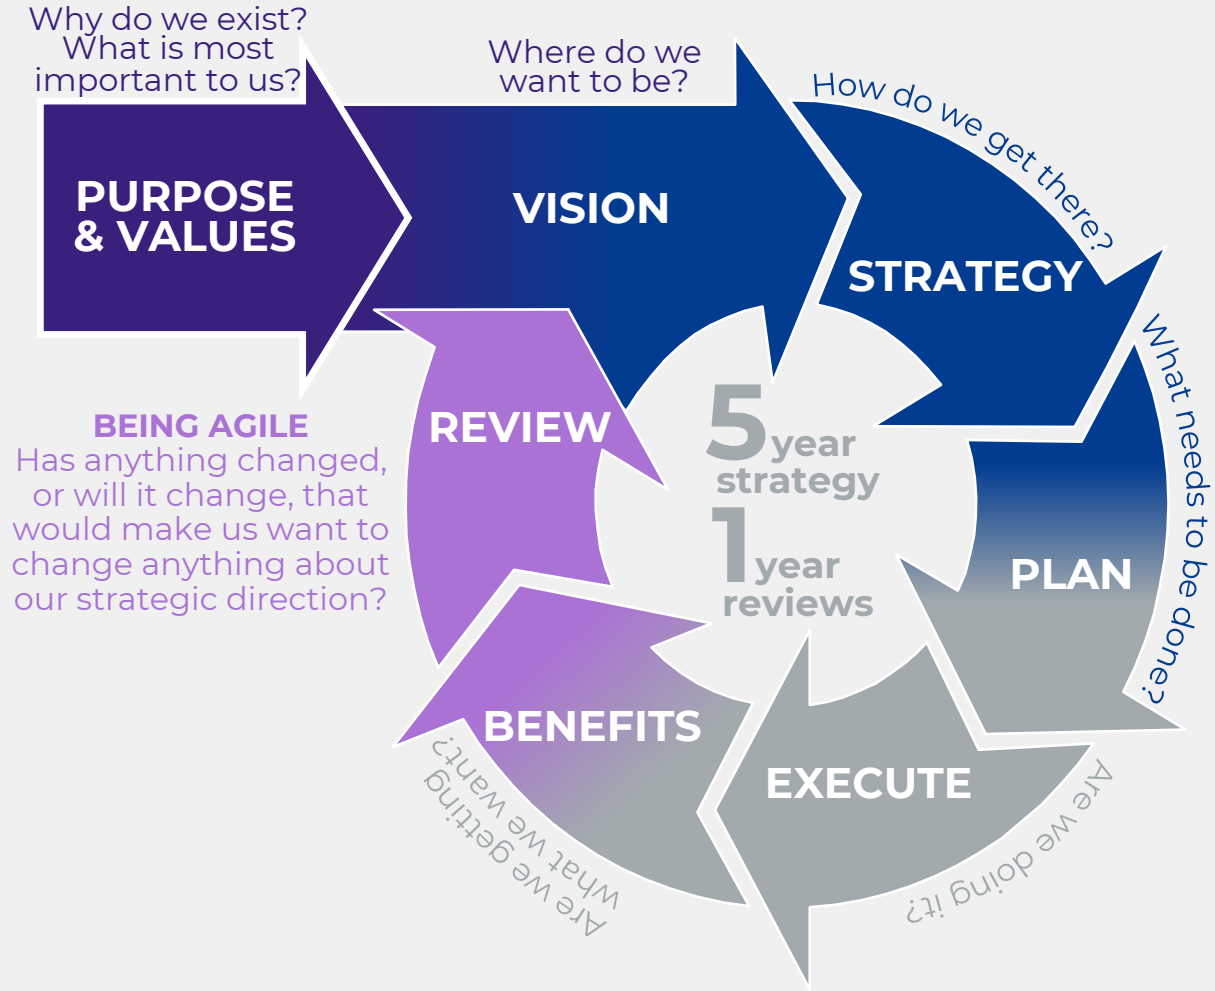 Why do we exist?
What is most
important to us?
PURPOSE
& VALUES
Where do we
want to be?
VISION
How do we get there?
STRATEGY
What needs to be done?
PLAN
Are we doing it?
EXECUTE
Are we getting
what we want?
BENEFITS
REVIEW
BEING AGILE
Has anything changed,
or will it change, that
would make us want to
change anything about
our strategic direction?
5 year
strategy
1 year
reviews